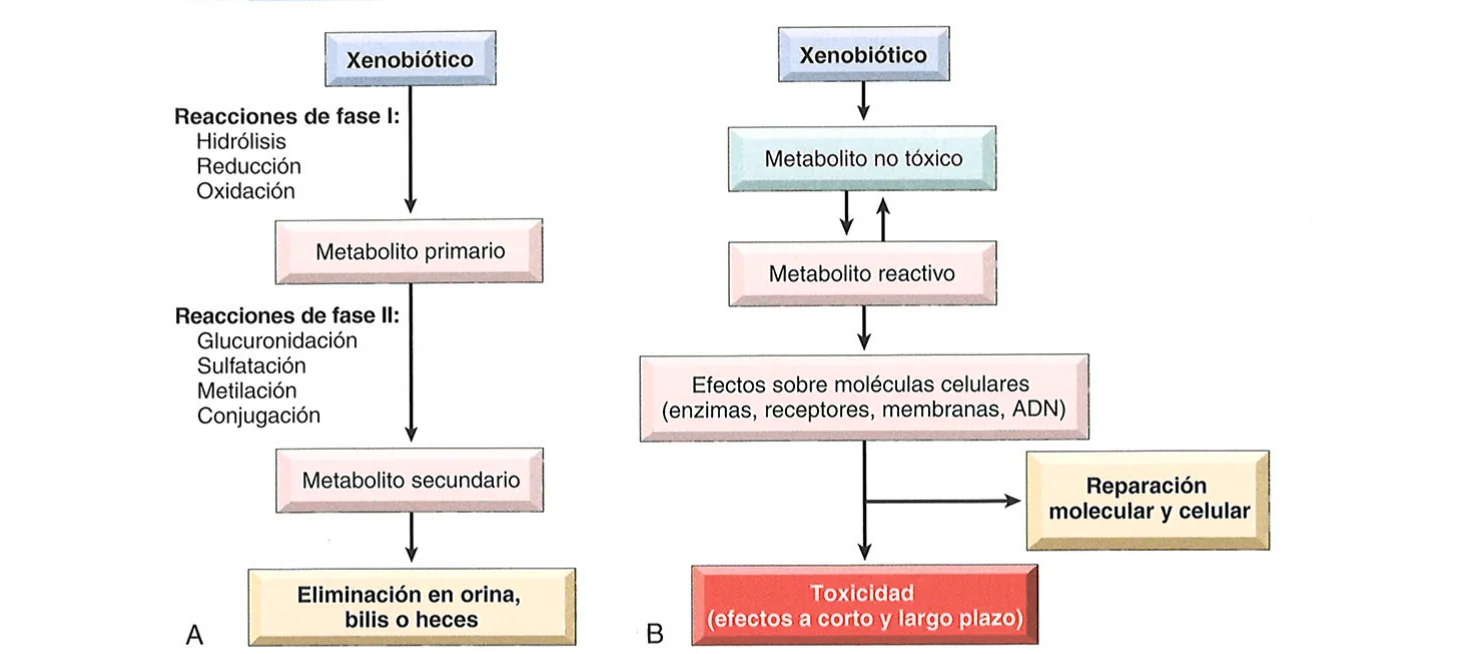 Xenobiótico
Reacciones de fase I:
Hidrólisis
Reducción
Oxidación
Metabolito primario
Reacciones de fase II:
Glucuronidación
Sulfatación
Metilación
Conjugación
Metabolito secundario
Eliminación en orina,
bilis o heces
A
Xenobiótico
Metabolito no tóxico
Metabolito reactivo
Efectos sobre moléculas celulares
(enzimas, receptores, membranas, ADN)
Reparación
molecular y celular
Toxicidad
(efectos a corto y largo plazo)
B